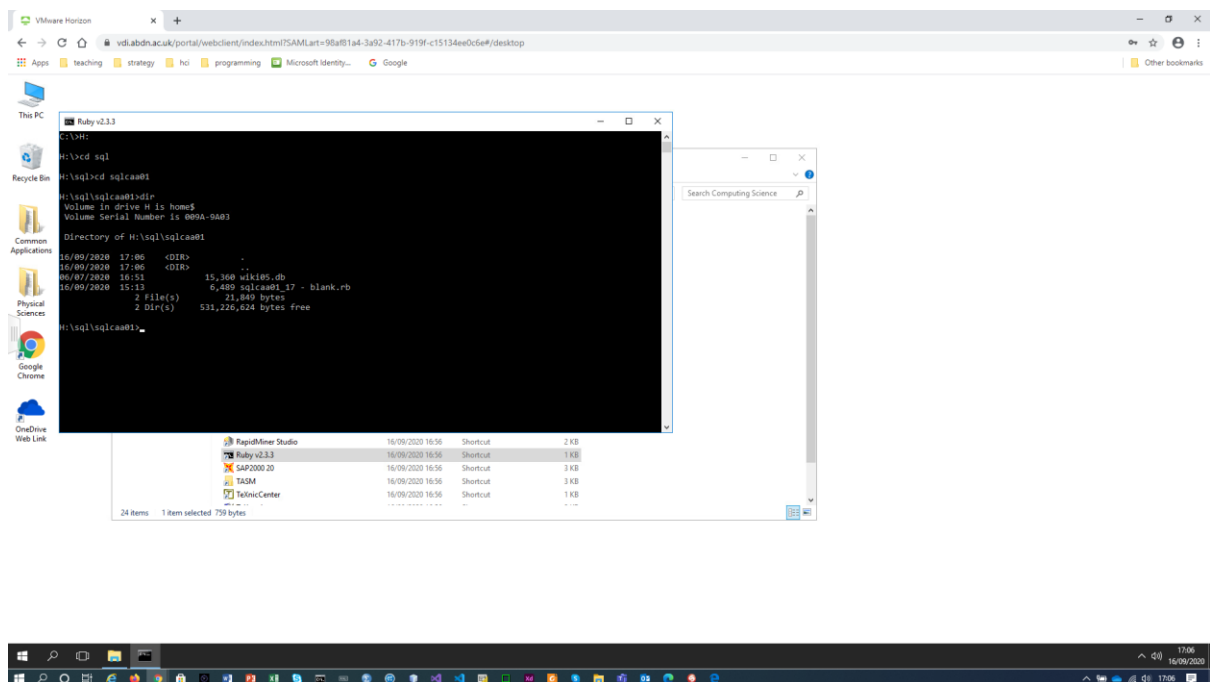 VMware Horizon
vdi.abdn.ac.uk/portal/webclient/index.html?SAMLart=98af81a4-3a92-417b-919f-c15134ee0c6e#/desktop
Apps teaching strategy hci programming Microsoft Identity... Google Other bookmarks
This PC
Recycle Bin
Common Applications
Physical Sciences
Google Chrome
OneDrive Web Link
Ruby v2.3.3
C:\>H:
H:\>cd sql
H:\sql>cd sqlcaa01
H:\sql\sqlcaa01>dir
Volume in drive H is home$
Volume Serial Number is 009A-9A03
Directory of H:\sql\sqlcaa01
16/09/2020 17:06 <DIR> .
16/09/2020 17:06 <DIR> ..
06/07/2020 16:51 15,360 wiki05.db
16/09/2020 15:13 6,489 sqlcaa01_17 - blank.rb
2 File(s) 21,849 bytes
2 Dir(s) 531,226,624 bytes free
H:\sql\sqlcaa01>
Search Computing Science
RapidMiner Studio 16/09/2020 16:56 Shortcut 2 KB
Ruby v2.3.3 16/09/2020 16:56 Shortcut 1 KB
SAP2000 20 16/09/2020 16:56 Shortcut 3 KB
TASM 16/09/2020 16:56 Shortcut 3 KB
TeXnicCenter 16/09/2020 16:56 Shortcut 1 KB
24 items 1 item selected 759 bytes
17:06
16/09/2020
17:06